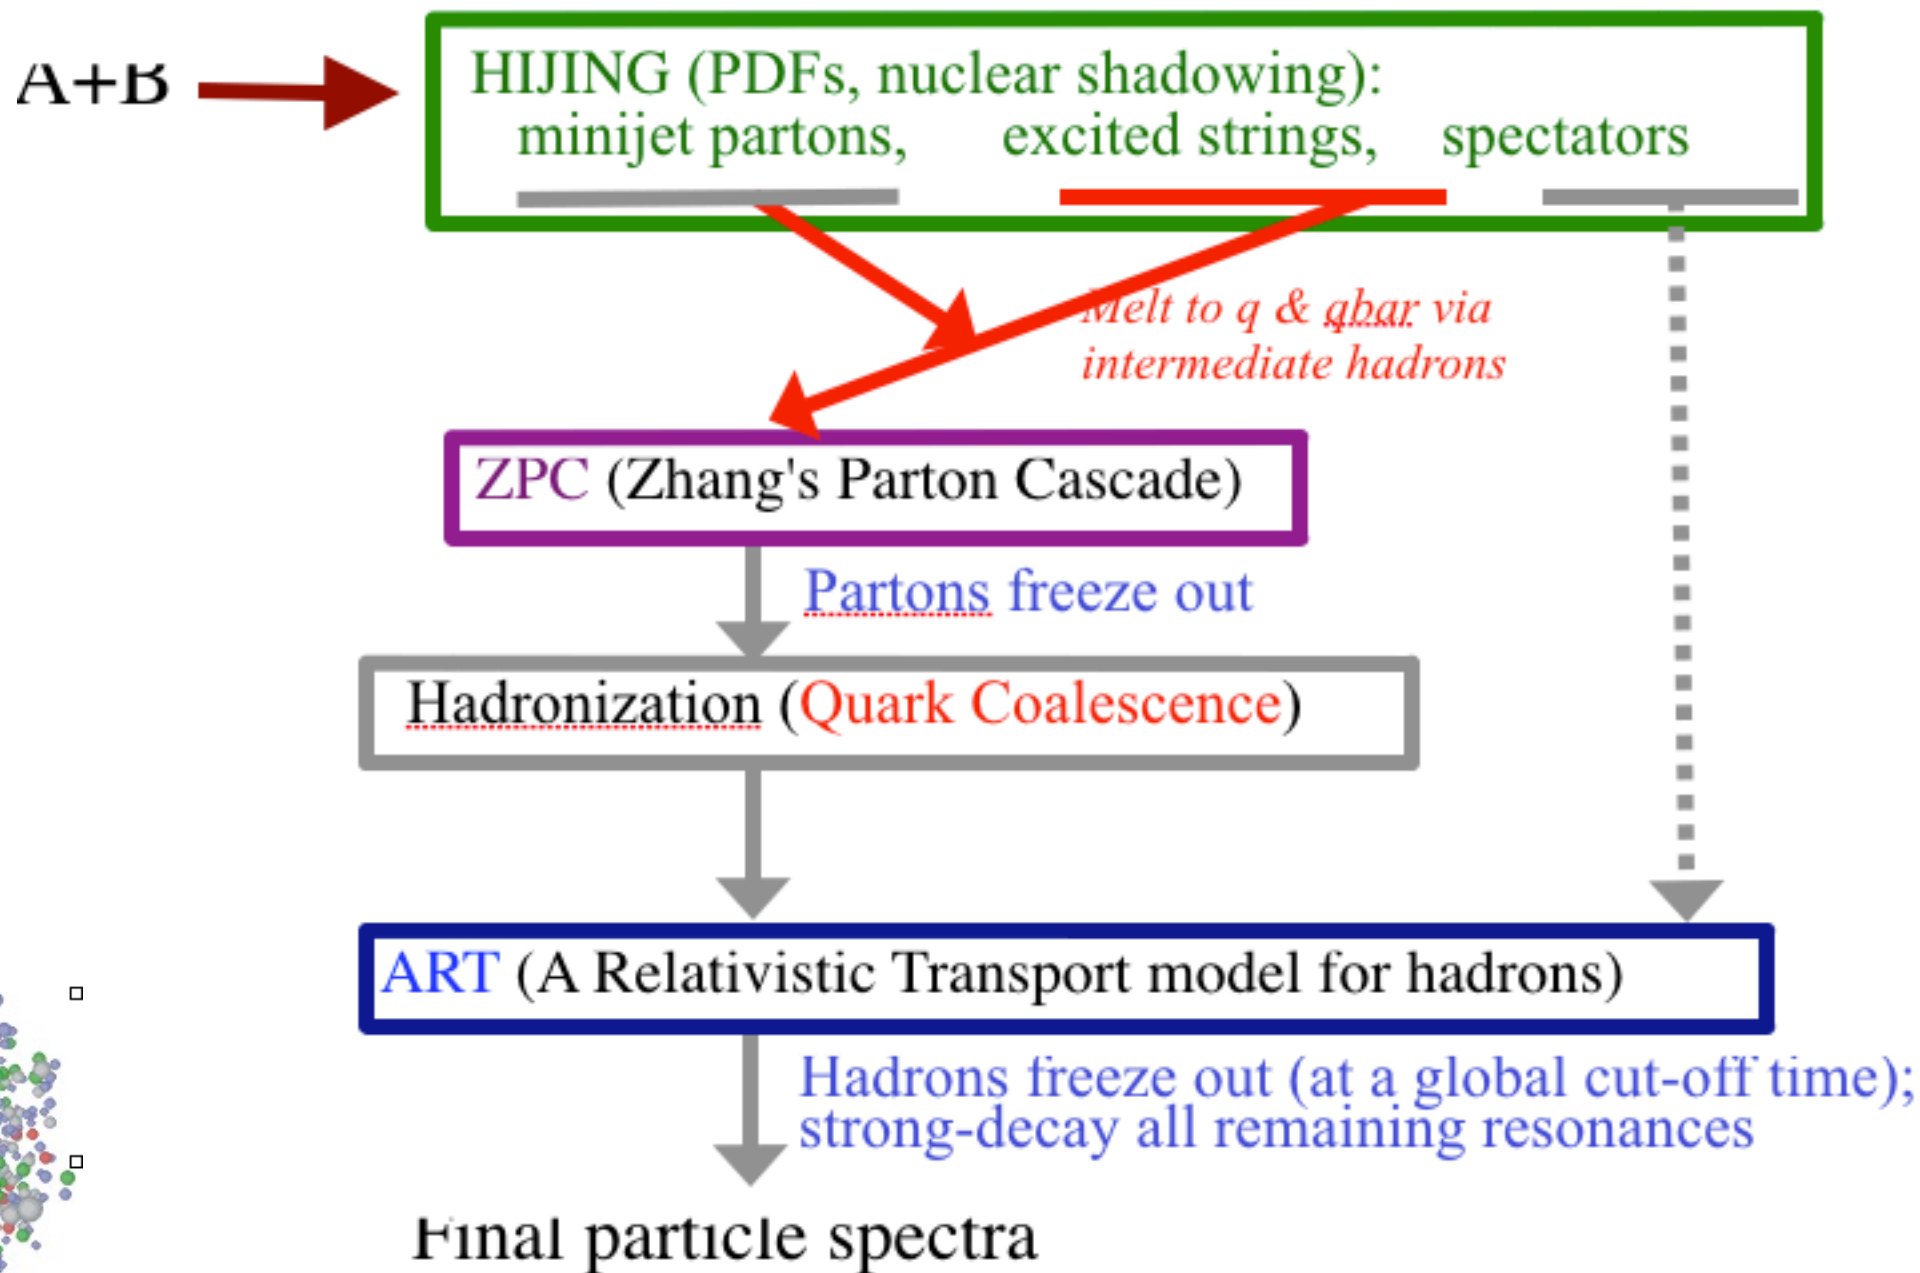 A+B
HIJING (PDFs, nuclear shadowing):
minijet partons, excited strings, spectators
Melt to q & qbar via
intermediate hadrons
ZPC (Zhang's Parton Cascade)
Partons freeze out
Hadronization (Quark Coalescence)
ART (A Relativistic Transport model for hadrons)
Hadrons freeze out (at a global cut-off time);
strong-decay all remaining resonances
Final particle spectra